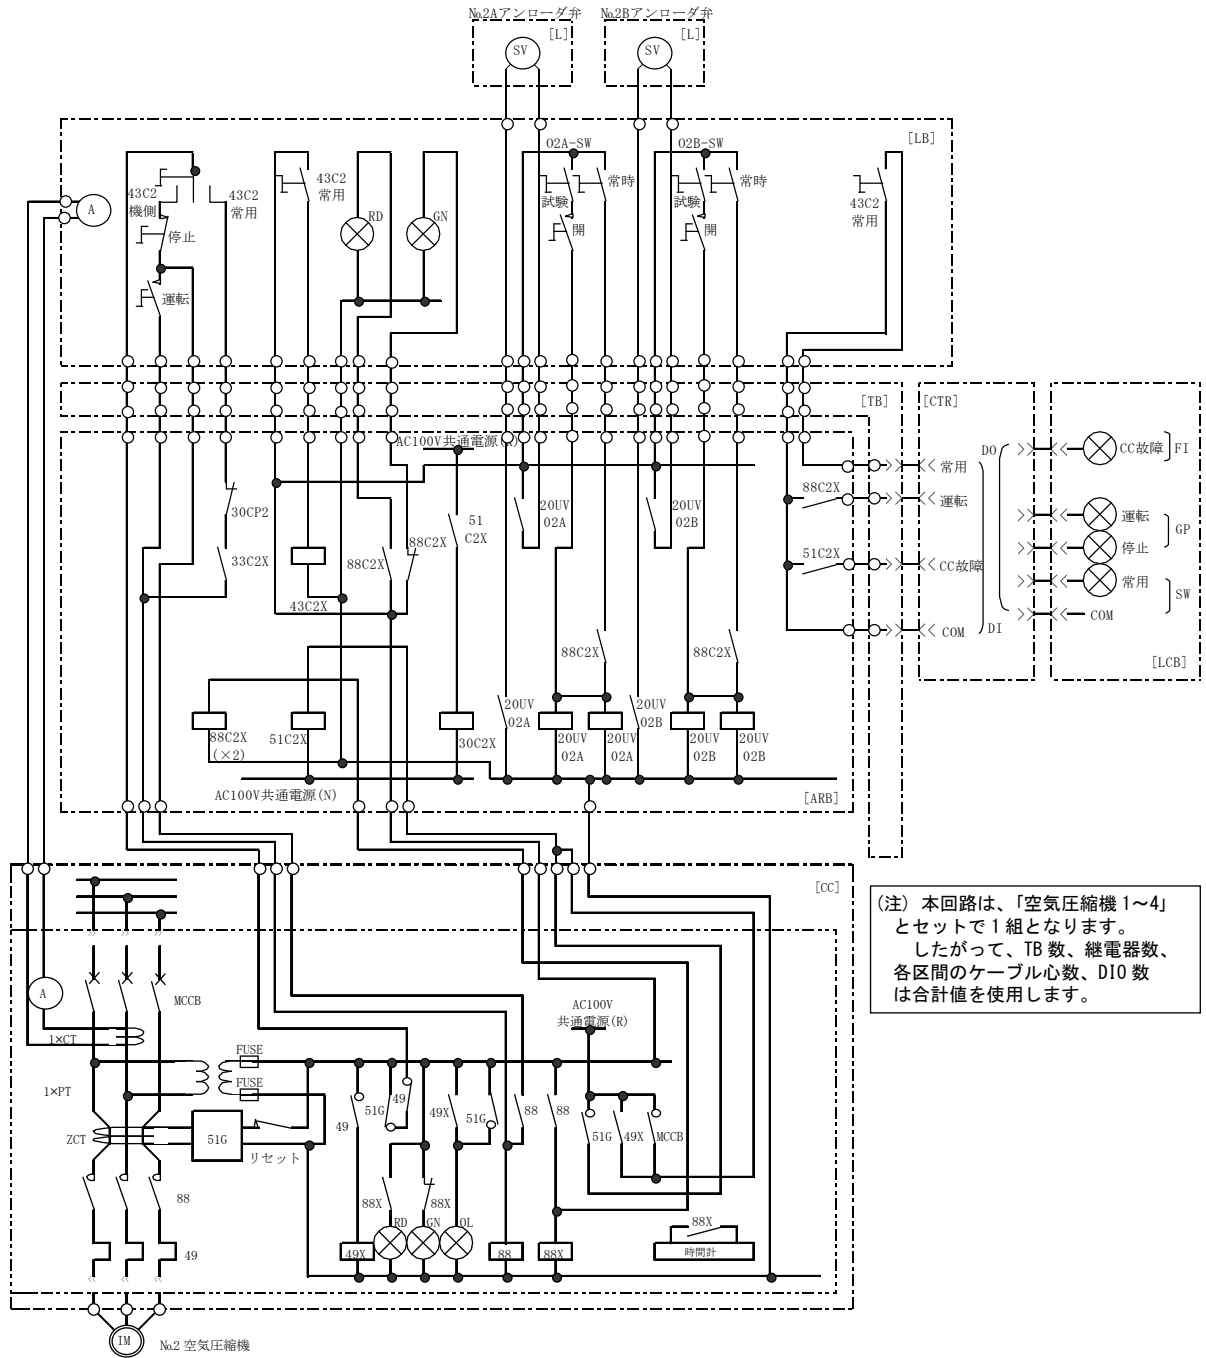 №2Aアンローダ弁
№2Bアンローダ弁
[L]
[L]
SV
SV
[LB]
02A-SW
02B-SW
43C2
機側
43C2
常用
43C2
常用
A
停止
運転
RD
GN
試験
常時
開
試験
常時
開
43C2
常用
[TB]
[CTR]
AC100V共通電源(R)
30CP2
33C2X
43C2X
88C2X
88C2X
51
C2X
20UV
02A
20UV
02B
88C2X
51C2X
常用
運転
CC故障
COM
DO
DI
CC故障
FI
運転
停止
GP
常用
SW
COM
[LCB]
88C2X
88C2X
88C2X
(×2)
51C2X
30C2X
20UV
02A
20UV
02A
20UV
02A
20UV
02B
20UV
02B
20UV
02B
AC100V共通電源(N)
[ARB]
[CC]
(注) 本回路は、「空気圧縮機1～4」
とセットで1組となります。
したがって、TB数、継電器数、
各区間のケーブル心数、DIO数
は合計値を使用します。
A
MCCB
1×CT
AC100V
共通電源(R)
FUSE
FUSE
1×PT
ZCT
51G
リセット
49
51G
49
49X
51G
88
88
51G
49X
MCCB
88
88X
88X
RD
GN
OL
88X
49
49X
88
88X
時間計
IM
№2 空気圧縮機